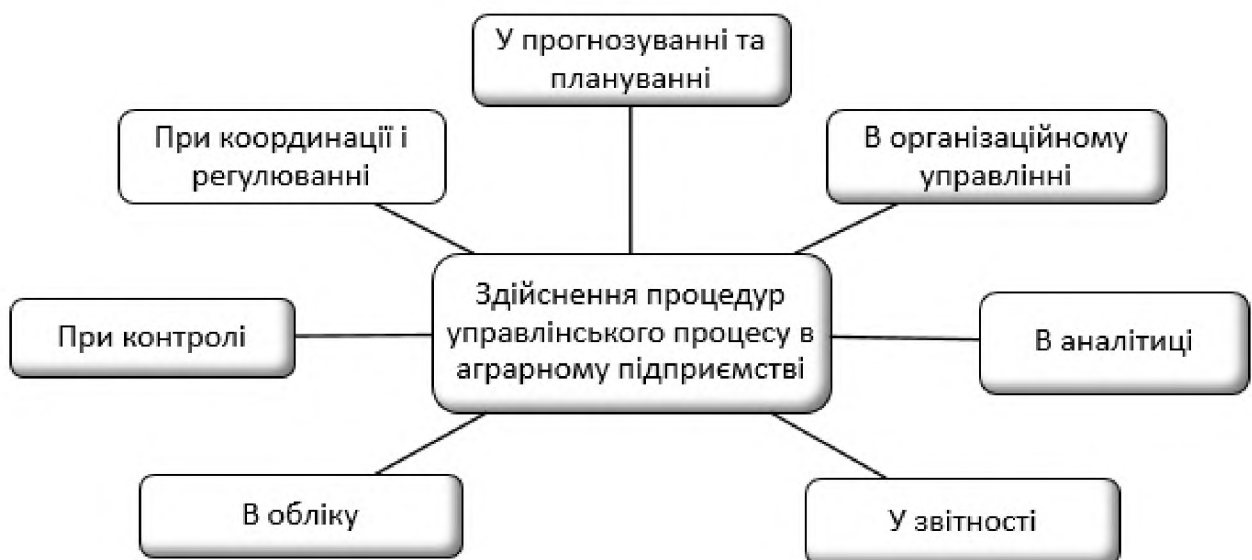 У прогнозуванні та
плануванні
При координації і
регулюванні
В організаційному
управлінні
Здійснення процедур
управлінського процесу в
аграрному підприємстві
При контролі
В аналітиці
В обліку
У звітності